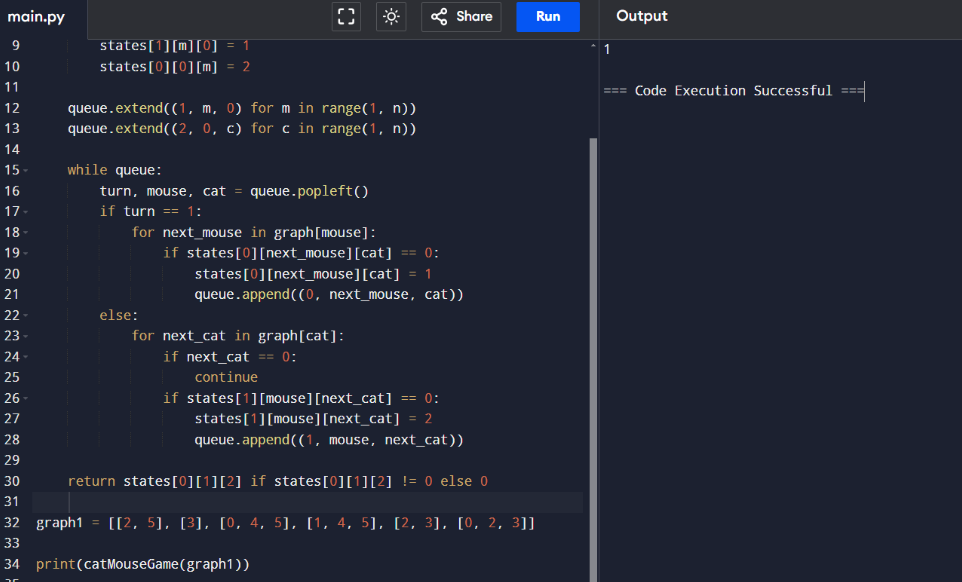 main.py
Share
Run
Output
9 states[1][m][0] = 1
10 states[0][0][m] = 2
11
12 queue.extend((1, m, 0) for m in range(1, n))
13 queue.extend((2, 0, c) for c in range(1, n))
14
15 while queue:
16 turn, mouse, cat = queue.popleft()
17 if turn == 1:
18 for next_mouse in graph[mouse]:
19 if states[0][next_mouse][cat] == 0:
20 states[0][next_mouse][cat] = 1
21 queue.append((0, next_mouse, cat))
22 else:
23 for next_cat in graph[cat]:
24 if next_cat == 0:
25 continue
26 if states[1][mouse][next_cat] == 0:
27 states[1][mouse][next_cat] = 2
28 queue.append((1, mouse, next_cat))
29
30 return states[0][1][2] if states[0][1][2] != 0 else 0
31
32 graph1 = [[2, 5], [3], [0, 4, 5], [1, 4, 5], [2, 3], [0, 2, 3]]
33
34 print(catMouseGame(graph1))
1
=== Code Execution Successful ===